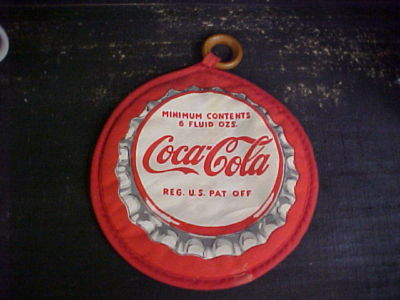 MINIMUM CONTENTS
6 FLUID OZS.
Coca-Cola
REG. U.S. PAT OFF